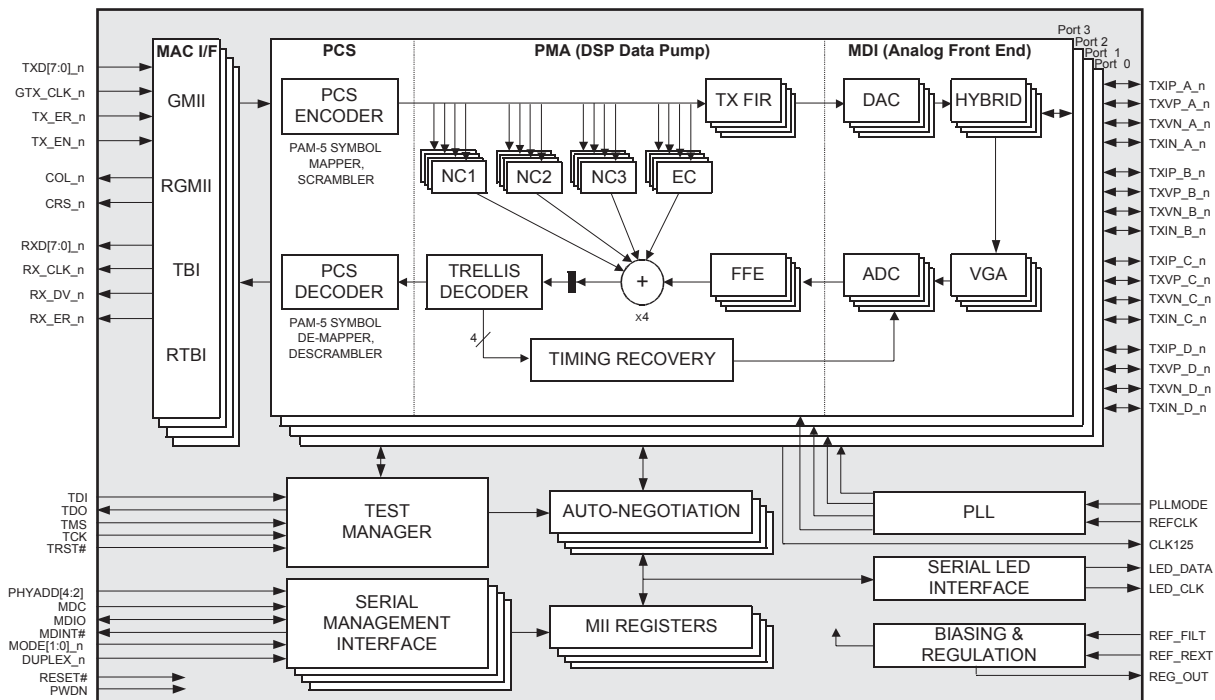 MAC I/F
GMII
RGMII
TBI
RTBI
TXD[7:0]_n
GTX_CLK_n
TX_ER_n
TX_EN_n
COL_n
CRS_n
RXD[7:0]_n
RX_CLK_n
RX_DV_n
RX_ER_n
PCS
PMA (DSP Data Pump)
MDI (Analog Front End)
Port 3
Port 2
Port 1
Port 0
PCS
ENCODER
PAM-5 SYMBOL
MAPPER,
SCRAMBLER
TX FIR
DAC
HYBRID
NC1
NC2
NC3
EC
PCS
DECODER
PAM-5 SYMBOL
DE-MAPPER,
DESCRAMBLER
TRELLIS
DECODER
+
x4
FFE
ADC
VGA
4
TIMING RECOVERY
TXIP_A_n
TXVP_A_n
TXVN_A_n
TXIN_A_n
TXIP_B_n
TXVP_B_n
TXVN_B_n
TXIN_B_n
TXIP_C_n
TXVP_C_n
TXVN_C_n
TXIN_C_n
TXIP_D_n
TXVP_D_n
TXVN_D_n
TXIN_D_n
TDI
TDO
TMS
TCK
TRST#
TEST
MANAGER
AUTO-NEGOTIATION
PLL
PLLMODE
REFCLK
CLK125
PHYADD[4:2]
MDC
MDIO
MDINT#
MODE[1:0]_n
DUPLEX_n
RESET#
PWDN
SERIAL
MANAGEMENT
INTERFACE
MII REGISTERS
SERIAL LED
INTERFACE
LED_DATA
LED_CLK
BIASING &
REGULATION
REF_FILT
REF_REXT
REG_OUT